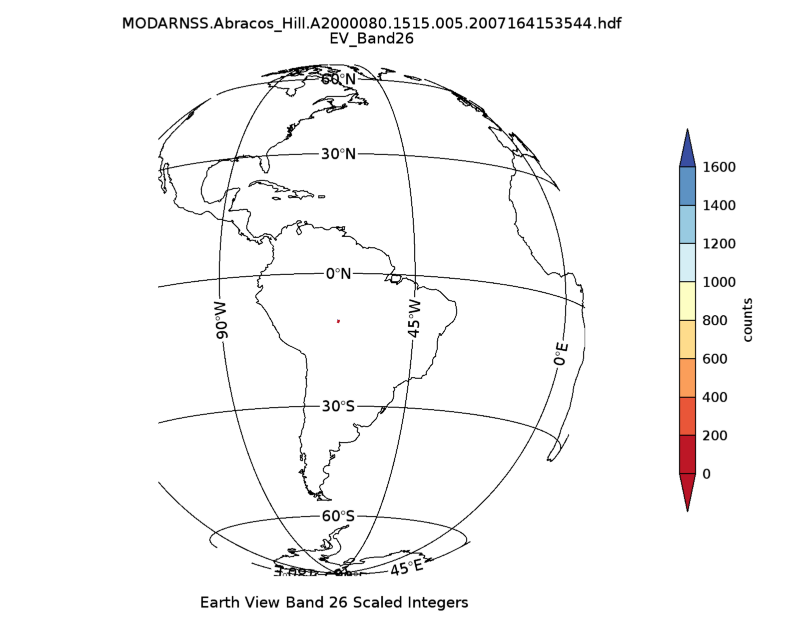 MODARNSS.Abracos_Hill.A2000080.1515.005.2007164153544.hdf
EV_Band26
60°N
30°N
0°N
90°W
45°W
0°E
30°S
60°S
45°E
1600
1400
1200
1000
800
600
400
200
0
counts
Earth View Band 26 Scaled Integers